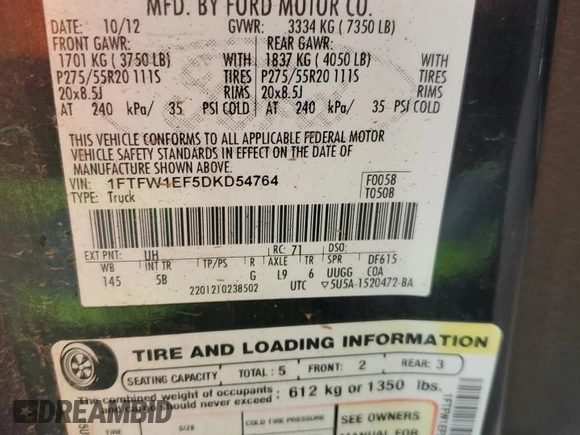 MFD. BY FORD MOTOR CO.
DATE: 10/12 GVWR: 3334 KG ( 7350 LB)
FRONT GAWR: REAR GAWR:
1701 KG ( 3750 LB) WITH 1837 KG ( 4050 LB) WITH
P275/55R20 111S TIRES P275/55R20 111S TIRES
20x8.5J RIMS 20x8.5J RIMS
AT 240 kPa/ 35 PSI COLD AT 240 kPa/ 35 PSI COLD
THIS VEHICLE CONFORMS TO ALL APPLICABLE FEDERAL MOTOR
VEHICLE SAFETY STANDARDS IN EFFECT ON THE DATE OF
MANUFACTURE SHOWN ABOVE.
VIN: 1FTFW1EF5DKD54764 F0058
TYPE: Truck T0508
EXT PNT: UH RC: 71 DSO:
WB INT TR TP/PS R AXLE TR SPR DF615
145 5B G L9 6 UUGG COA
2201210238502 UTC 5U5A-1520472-BA
TIRE AND LOADING INFORMATION
SEATING CAPACITY TOTAL : 5 FRONT: 2 REAR: 3
The combined weight of occupants
and cargo should never exceed : 612 kg or 1350 lbs.
TIRE SIZE COLD TIRE PRESSURE SEE OWNERS
MANUAL FOR
DREAMBID